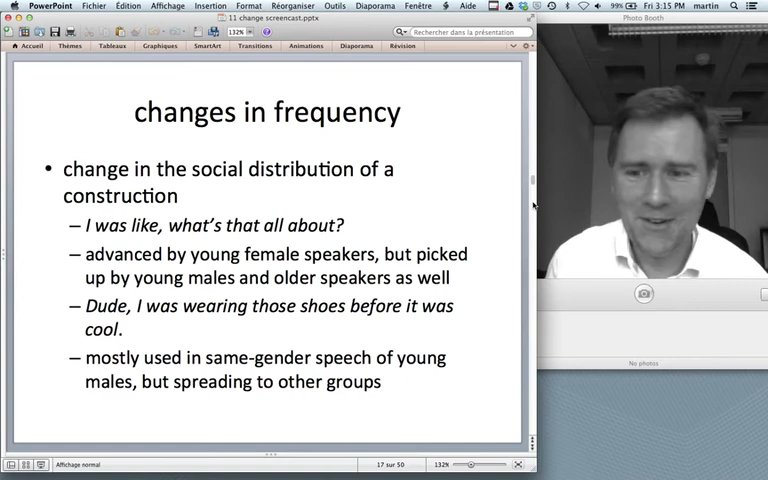 PowerPoint Fichier Édition Affichage Insertion Format Réorganiser Outils Diaporama Fenêtre Aide 99% Fri 3:15 PM martin
11 change screencast.pptx
Photo Booth
132%
Rechercher dans la présentation
Accueil Thèmes Tableaux Graphiques SmartArt Transitions Animations Diaporama Révision
changes in frequency
• change in the social distribution of a
construction
– I was like, what's that all about?
– advanced by young female speakers, but picked
up by young males and older speakers as well
– Dude, I was wearing those shoes before it was
cool.
– mostly used in same-gender speech of young
males, but spreading to other groups
No photos
Affichage normal 17 sur 50 132%